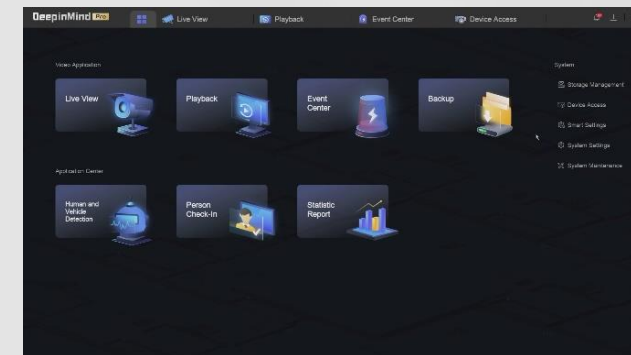 DeepinMind Pro
Live View
Playback
Event Center
Device Access
Video Application
System
Live View
Playback
Event
Center
Backup
Storage Management
Device Access
Smart Settings
System Settings
System Maintenance
Application Center
Human and
Vehicle
Detection
Person
Check-in
Statistic
Report